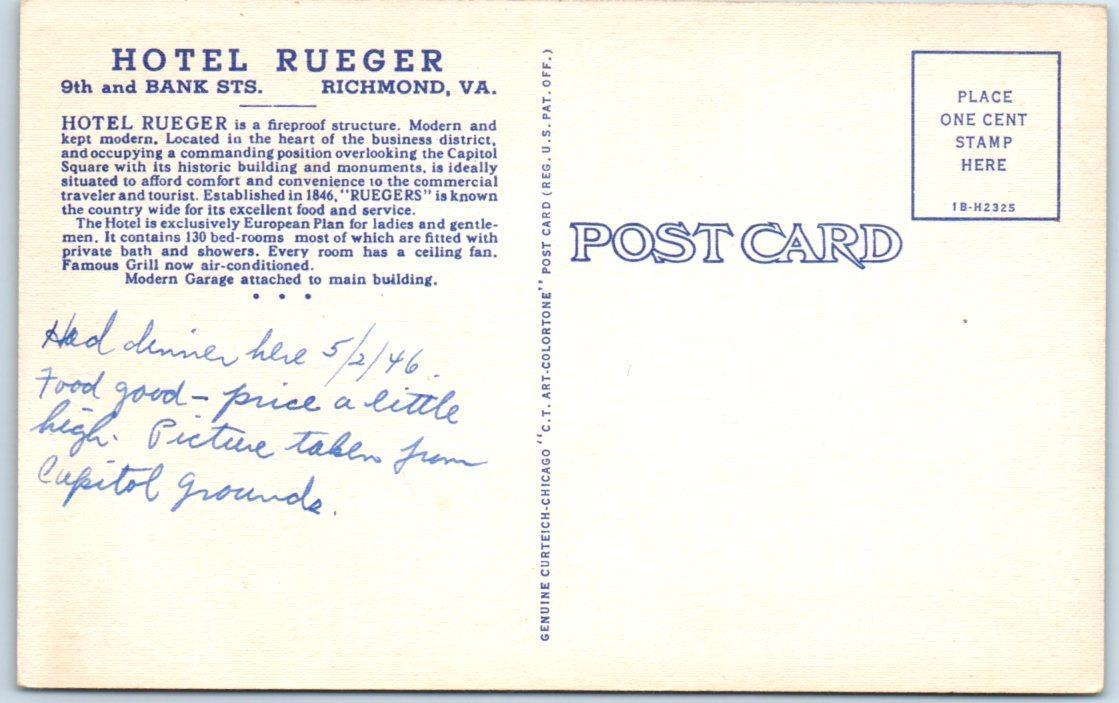 HOTEL RUEGER
9th and BANK STS. RICHMOND, VA.
HOTEL RUEGER is a fireproof structure. Modern and
kept modern. Located in the heart of the business district,
and occupying a commanding position overlooking the Capitol
Square with its historic building and monuments, is ideally
situated to afford comfort and convenience to the commercial
traveler and tourist. Established in 1846, "RUEGERS" is known
the country wide for its excellent food and service.
The Hotel is exclusively European Plan for ladies and gentle-
men. It contains 130 bed-rooms most of which are fitted with
private bath and showers. Every room has a ceiling fan.
Famous Grill now air-conditioned.
Modern Garage attached to main building.
• • •
Had dinner here 5/2/46.
Food good - price a little
high. Picture taken from
Capitol grounds.
GENUINE CURTEICH-CHICAGO "C.T. ART-COLORTONE" POST CARD (REG. U.S. PAT. OFF.)
POST CARD
PLACE
ONE CENT
STAMP
HERE
1B-H2325